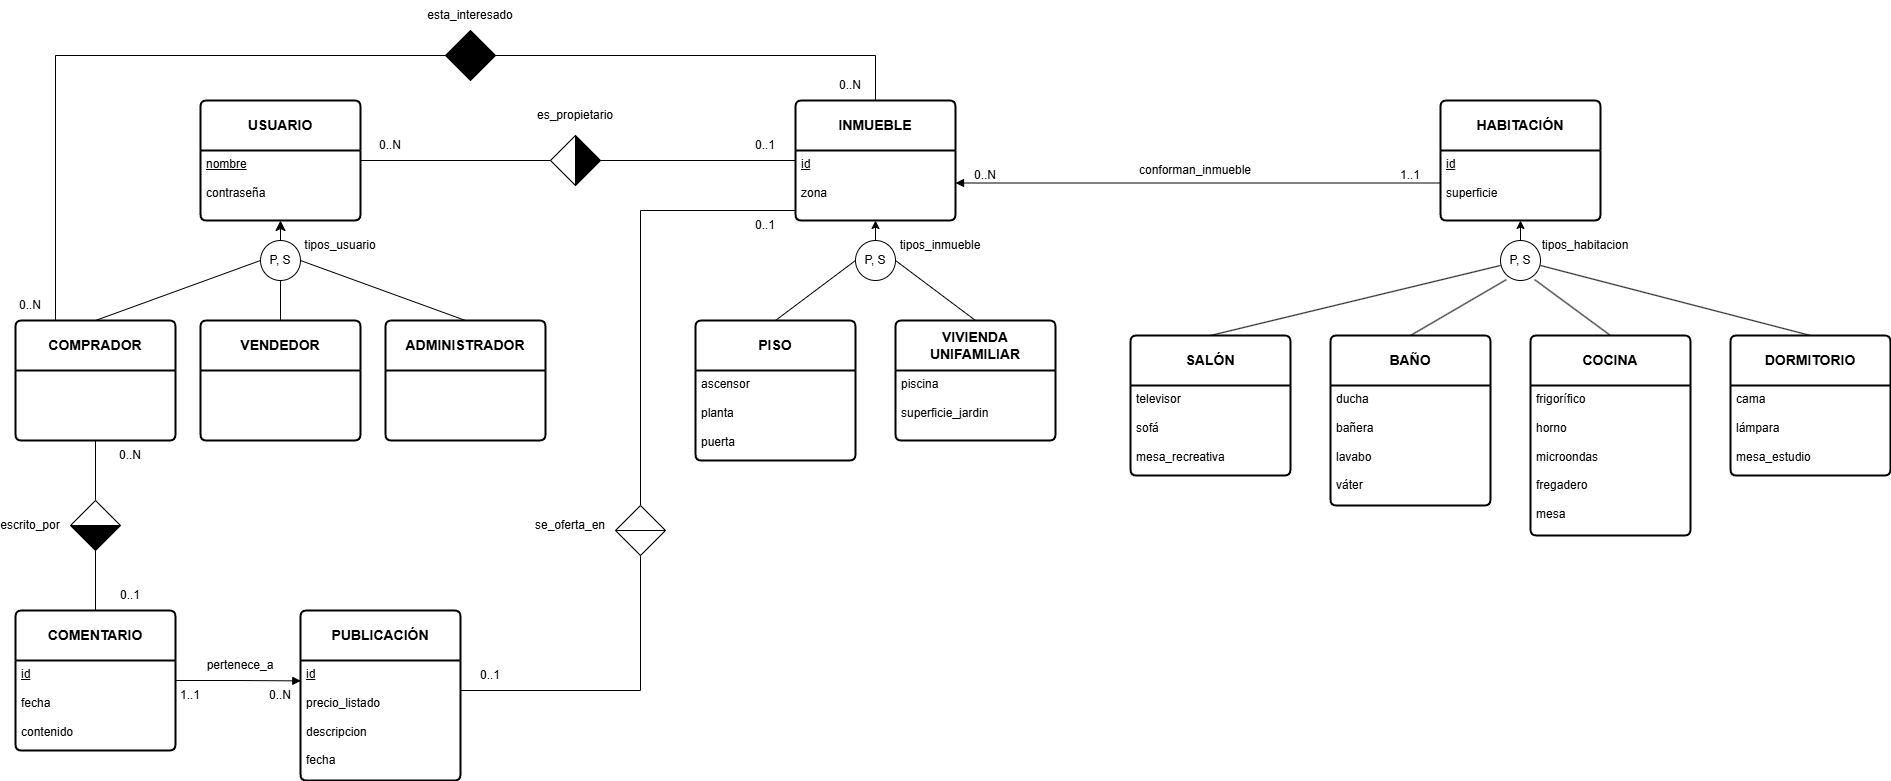 esta_interesado
0..N
USUARIO
nombre
contraseña
0..N
es_propietario
0..1
INMUEBLE
id
zona
0..N
conforman_inmueble
1..1
HABITACIÓN
id
superficie
0..1
P, S
tipos_usuario
P, S
tipos_inmueble
P, S
tipos_habitacion
0..N
COMPRADOR
VENDEDOR
ADMINISTRADOR
PISO
ascensor
planta
puerta
VIVIENDA
UNIFAMILIAR
piscina
superficie_jardin
SALÓN
televisor
sofá
mesa_recreativa
BAÑO
ducha
bañera
lavabo
váter
COCINA
frigorífico
horno
microondas
fregadero
mesa
DORMITORIO
cama
lámpara
mesa_estudio
0..N
escrito_por
se_oferta_en
0..1
COMENTARIO
id
fecha
contenido
pertenece_a
1..1
0..N
PUBLICACIÓN
id
precio_listado
descripcion
fecha
0..1